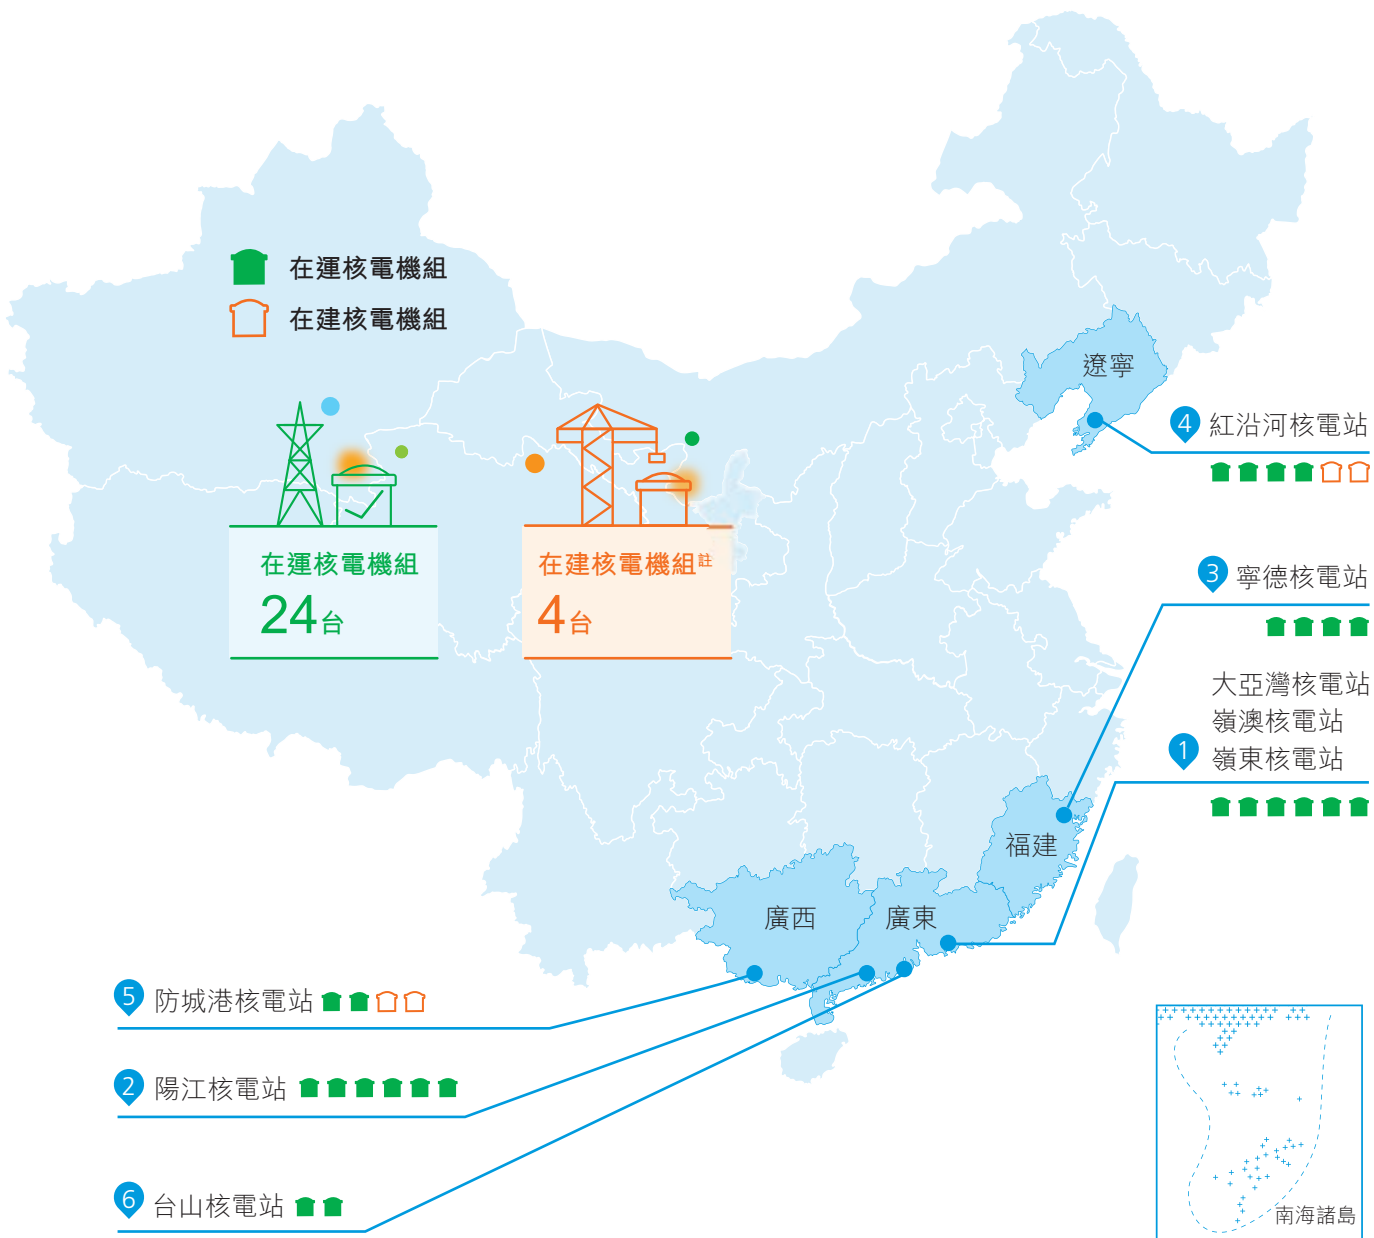 在運核電機組
在建核電機組
遼寧
4 紅沿河核電站
在運核電機組
24台
在建核電機組註
4台
3 寧德核電站
大亞灣核電站
嶺澳核電站
1 嶺東核電站
福建
廣西
廣東
5 防城港核電站
2 陽江核電站
6 台山核電站
南海諸島